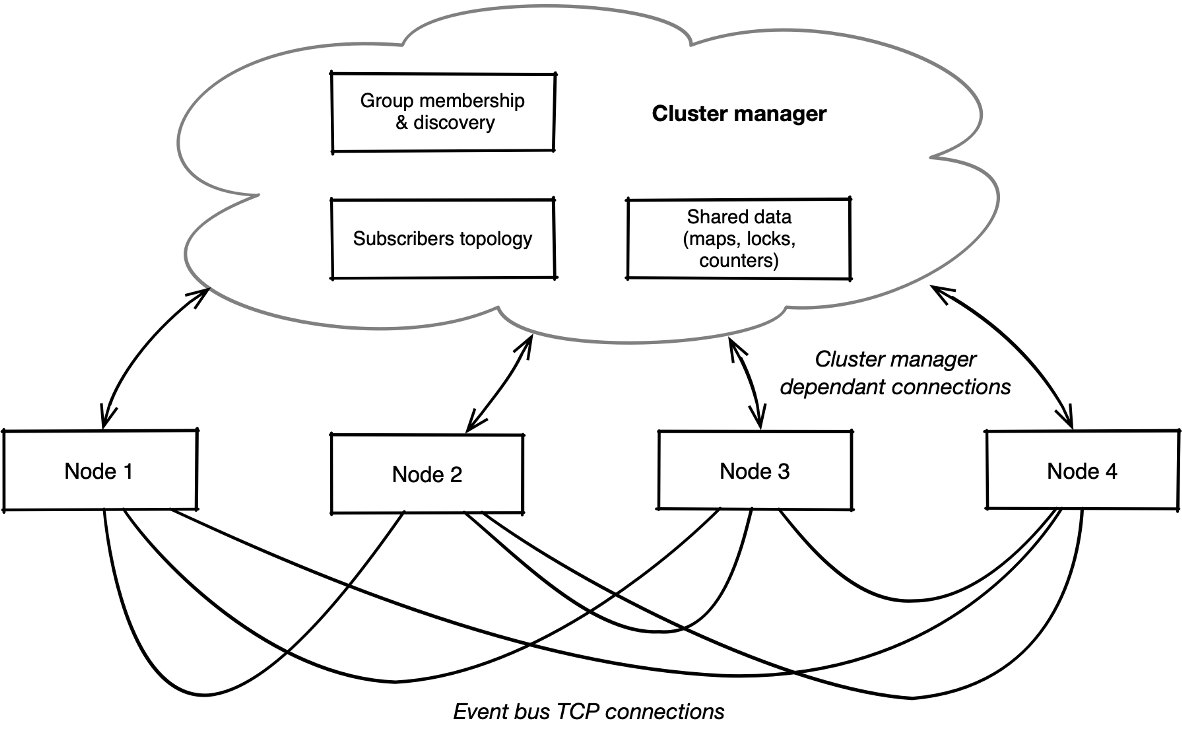 Group membership
& discovery
Cluster manager
Subscribers topology
Shared data
(maps, locks,
counters)
Cluster manager
dependant connections
Node 1
Node 2
Node 3
Node 4
Event bus TCP connections